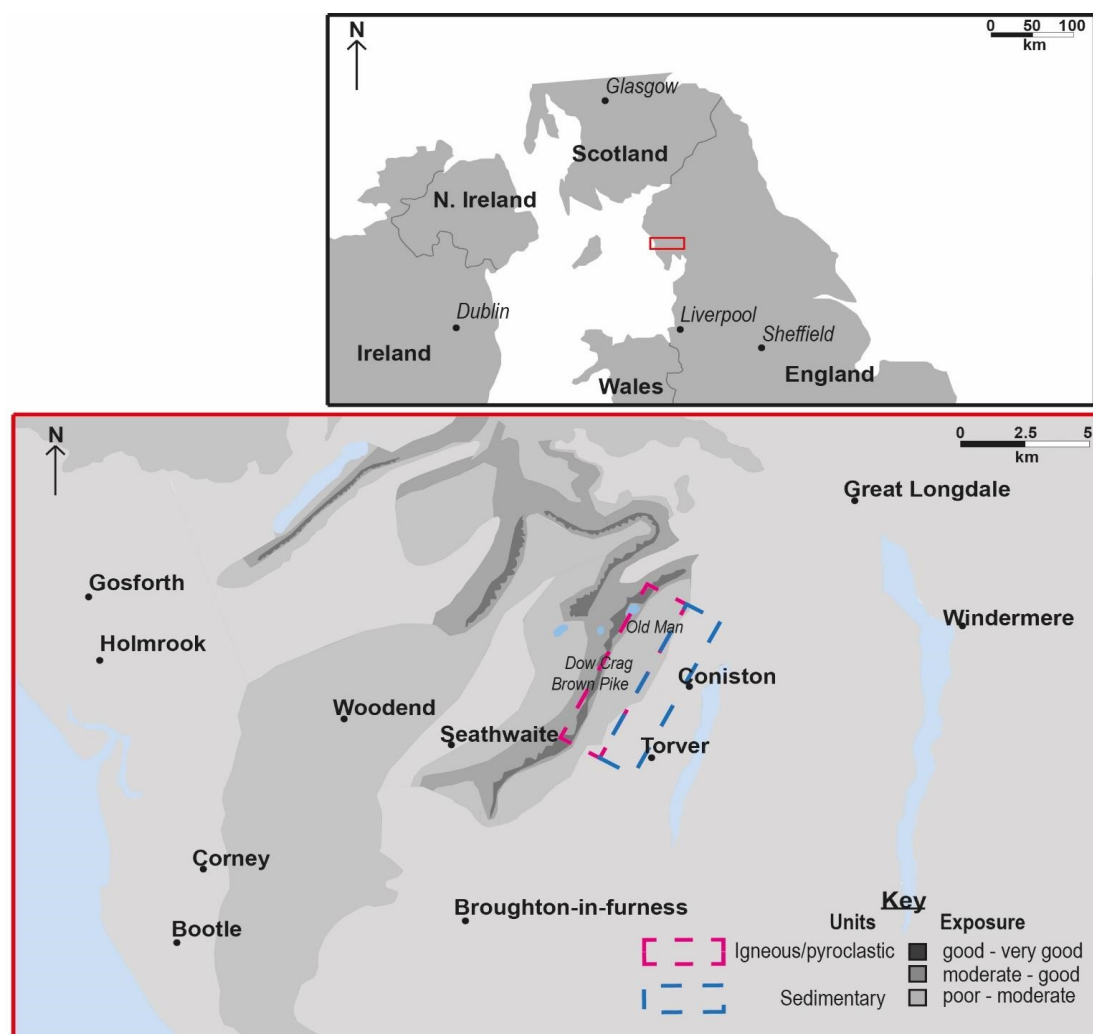 N
0 50 100
km
Glasgow
Scotland
N. Ireland
Dublin
Liverpool
Sheffield
Ireland
England
Wales
N
0 2.5 5
km
Great Longdale
Gosforth
Windermere
Holmrook
Old Man
Dow Crag
Brown Pike
Coniston
Woodend
Seathwaite
Torver
Corney
Broughton-in-furness
Bootle
Key
Units Exposure
Igneous/pyroclastic good - very good
moderate - good
Sedimentary poor - moderate